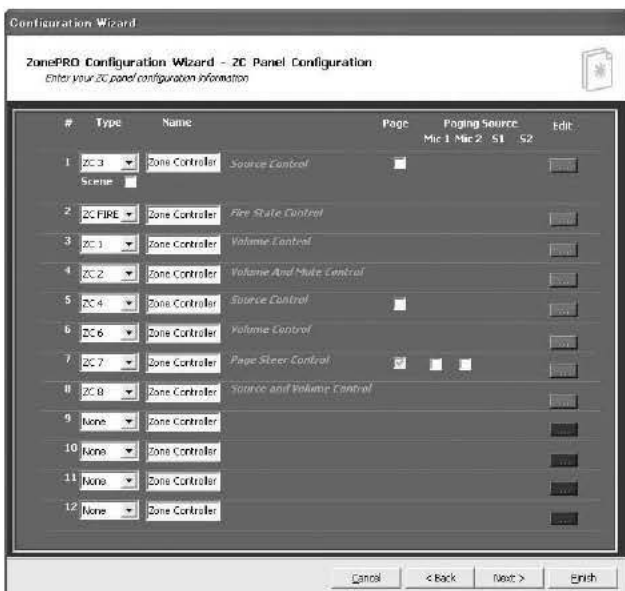 Configuration Wizard
ZonePRO Configuration Wizard - ZC Panel Configuration
Enter your ZC panel configuration information
# Type Name Page Paging Source Edit
Mic 1 Mic 2 S1 S2
1 ZC 3 Zone Controller Source Control ...
Scene
2 ZC FIRE Zone Controller Fire State Control ...
3 ZC 1 Zone Controller Volume Control ...
4 ZC 2 Zone Controller Volume And Mute Control ...
5 ZC 4 Zone Controller Source Control ...
6 ZC 6 Zone Controller Volume Control ...
7 ZC 7 Zone Controller Page Steer Control ...
8 ZC 8 Zone Controller Source and Volume Control ...
9 None Zone Controller ...
10 None Zone Controller ...
11 None Zone Controller ...
12 None Zone Controller ...
Cancel < Back Next > Finish